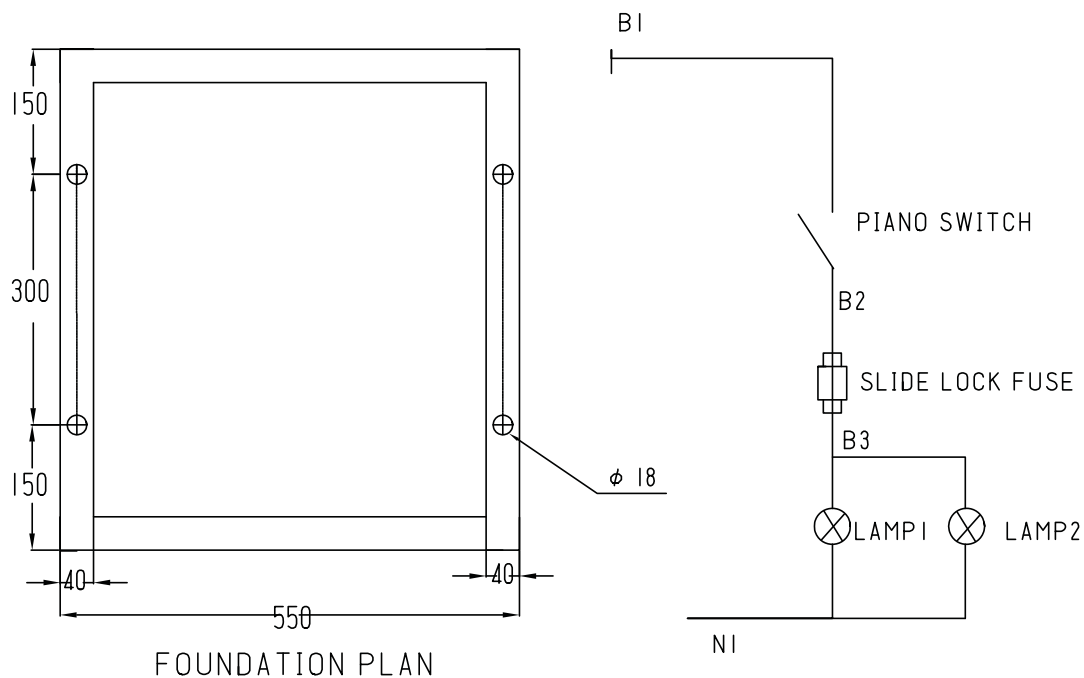 150
300
150
40
40
550
ϕ 18
FOUNDATION PLAN
B1
PIANO SWITCH
B2
SLIDE LOCK FUSE
B3
LAMP1
LAMP2
N1